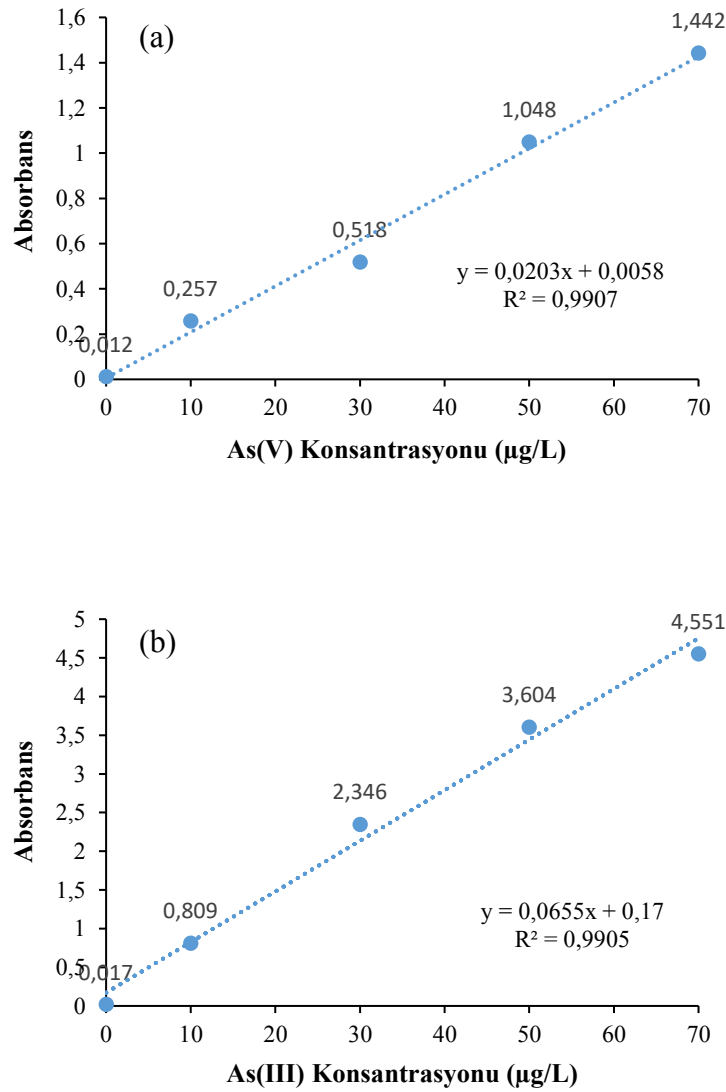 (a)
1,6
1,4
1,2
1
0,8
0,6
0,4
0,2
0
Absorbans
0,012
0,257
0,518
1,048
1,442
y = 0,0203x + 0,0058
R² = 0,9907
0 10 20 30 40 50 60 70
As(V) Konsantrasyonu (µg/L)
(b)
5
4,5
4
3,5
3
2,5
2
1,5
1
0,5
0
Absorbans
0,017
0,809
2,346
3,604
4,551
y = 0,0655x + 0,17
R² = 0,9905
0 10 20 30 40 50 60 70
As(III) Konsantrasyonu (µg/L)